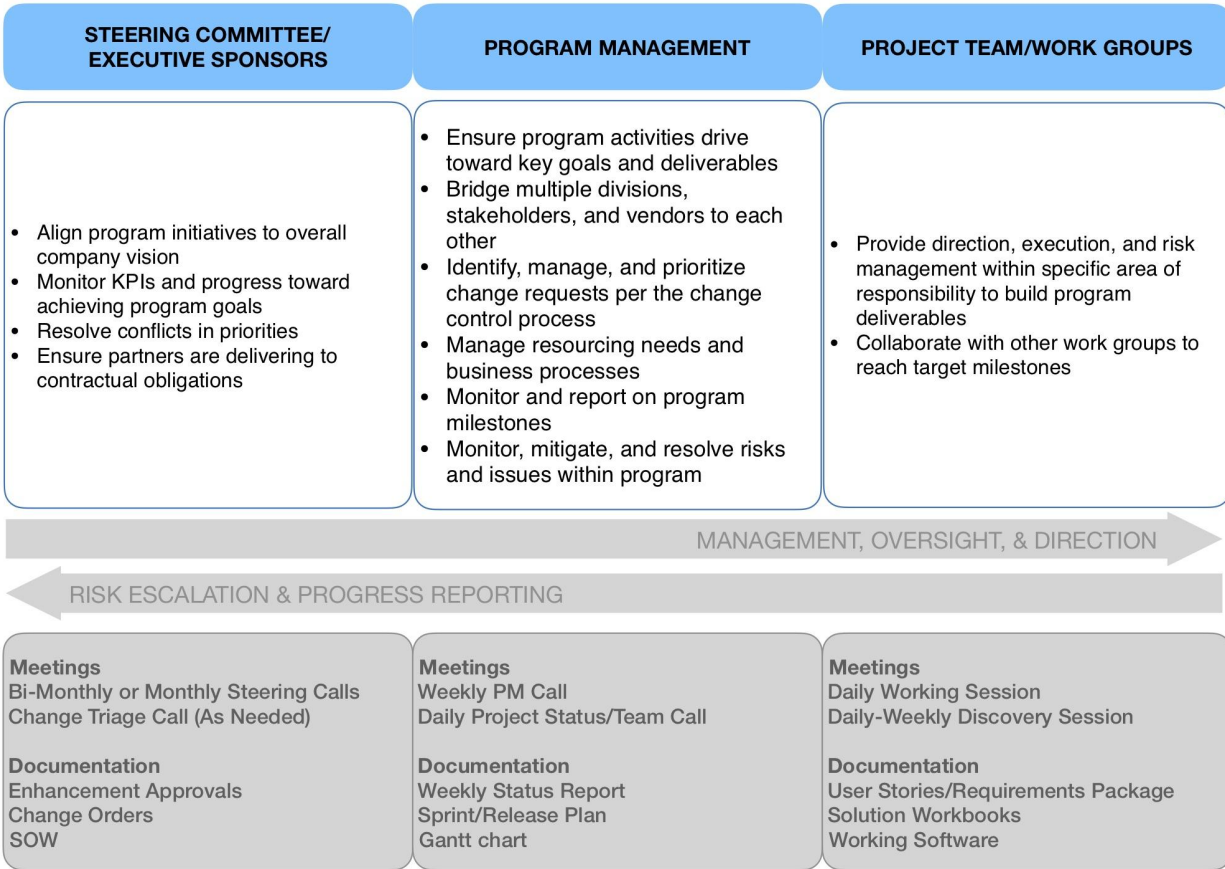 STEERING COMMITTEE/
EXECUTIVE SPONSORS
PROGRAM MANAGEMENT
PROJECT TEAM/WORK GROUPS
• Align program initiatives to overall
company vision
• Monitor KPIs and progress toward
achieving program goals
• Resolve conflicts in priorities
• Ensure partners are delivering to
contractual obligations
• Ensure program activities drive
toward key goals and deliverables
• Bridge multiple divisions,
stakeholders, and vendors to each
other
• Identify, manage, and prioritize
change requests per the change
control process
• Manage resourcing needs and
business processes
• Monitor and report on program
milestones
• Monitor, mitigate, and resolve risks
and issues within program
• Provide direction, execution, and risk
management within specific area of
responsibility to build program
deliverables
• Collaborate with other work groups to
reach target milestones
MANAGEMENT, OVERSIGHT, & DIRECTION
RISK ESCALATION & PROGRESS REPORTING
Meetings
Bi-Monthly or Monthly Steering Calls
Change Triage Call (As Needed)
Documentation
Enhancement Approvals
Change Orders
SOW
Meetings
Weekly PM Call
Daily Project Status/Team Call
Documentation
Weekly Status Report
Sprint/Release Plan
Gantt chart
Meetings
Daily Working Session
Daily-Weekly Discovery Session
Documentation
User Stories/Requirements Package
Solution Workbooks
Working Software